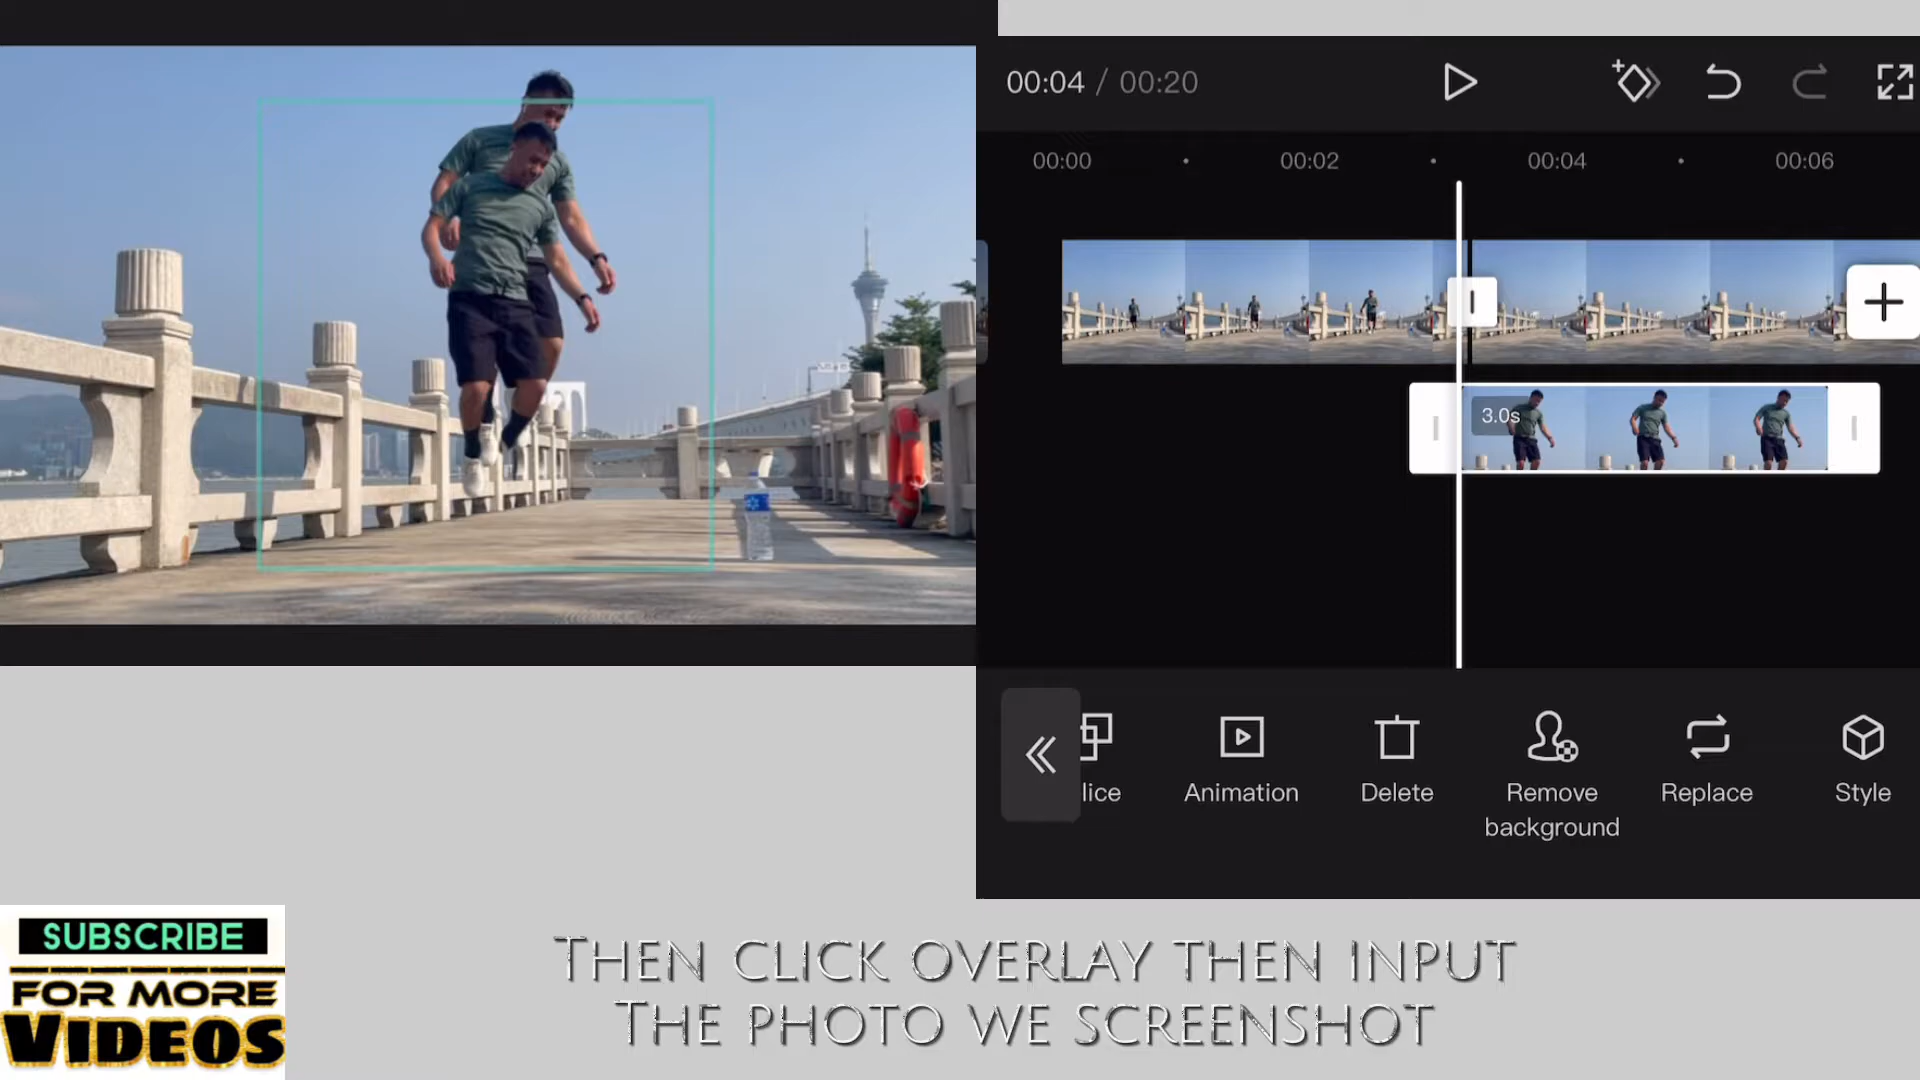 00:04 / 00:20
00:00 00:02 00:04 00:06
3.0s
lice
Animation
Delete
Remove
background
Replace
Style
SUBSCRIBE
FOR MORE
VIDEOS
THEN CLICK OVERLAY THEN INPUT
THE PHOTO WE SCREENSHOT